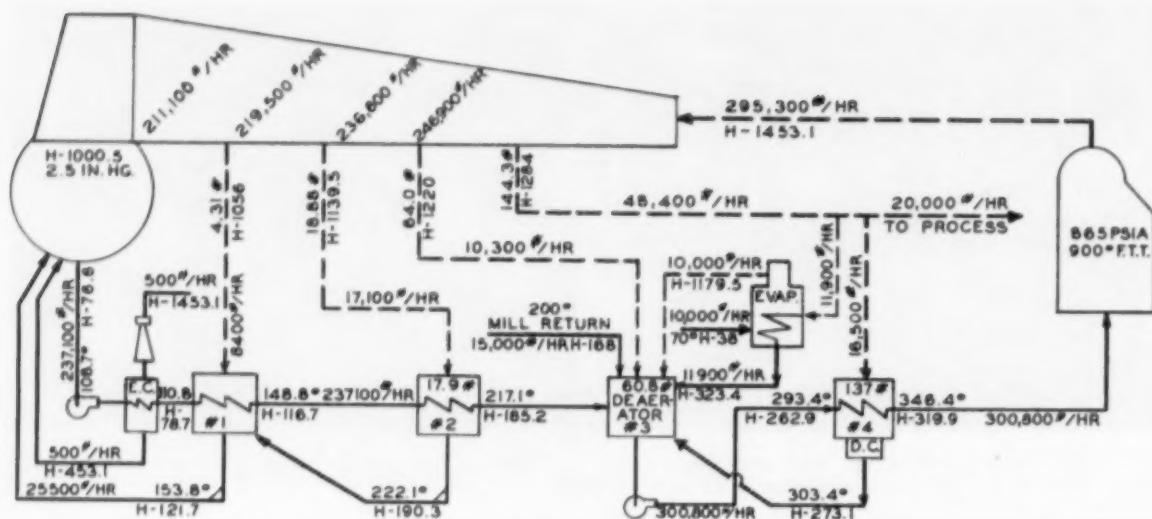 211,100 #/HR
219,500 #/HR
236,600 #/HR
246900#/HR
295,300 #/HR
H-1453.1
H-1000.5
2.5 IN. HG.
4.31#
H-1056
18.88#
H-1139.5
64.0#
H-1220
144.3#
H-1284
48,400#/HR
20,000#/HR
TO PROCESS
865 PSIA
900° F.T.T.
237,100#/HR
H-76.6
108.7°
500#/HR
H-1453.1
8400#/HR
17,100#/HR
10,300 #/HR
10,000#/HR
H-1179.5
EVAP.
11,900#/HR
16,500#/HR
200°
MILL RETURN
15,000#/HR H-168
10,000#/HR
70° H-38
E.C.
110.8
H-78.7
#1
148.8° 237100#/HR
H-116.7
17.9#
#2
217.1°
H-185.2
60.8#
DEAER-
ATOR
#3
11900#/HR
H-323.4
293.4°
H-262.9
137#
#4
D.C.
346.4°
H-319.9
300,800#/HR
500#/HR
H-453.1
25500#/HR
153.8°
H-121.7
222.1°
H-190.3
300,800#/HR
303.4°
H-273.1